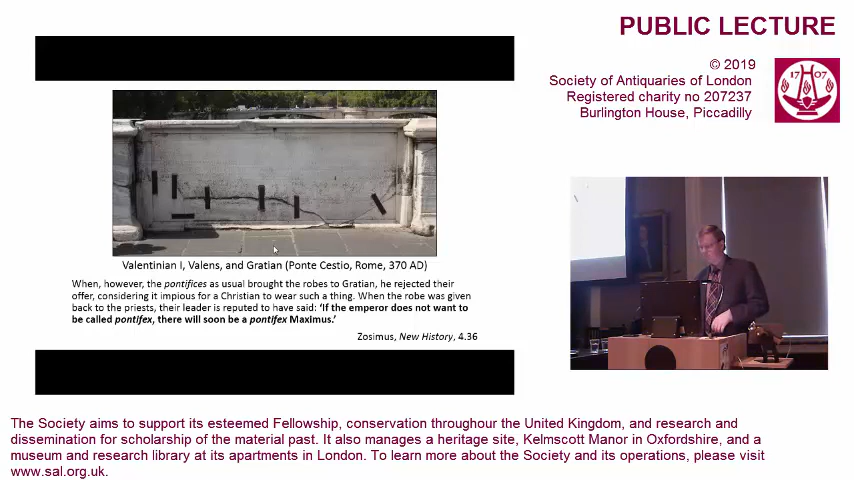 PUBLIC LECTURE
© 2019
Society of Antiquaries of London
Registered charity no 207237
Burlington House, Piccadilly
1707
Valentinian I, Valens, and Gratian (Ponte Cestio, Rome, 370 AD)
When, however, the pontifices as usual brought the robes to Gratian, he rejected their
offer, considering it impious for a Christian to wear such a thing. When the robe was given
back to the priests, their leader is reputed to have said: ‘If the emperor does not want to
be called pontifex, there will soon be a pontifex Maximus.’
Zosimus, New History, 4.36
The Society aims to support its esteemed Fellowship, conservation throughour the United Kingdom, and research and
dissemination for scholarship of the material past. It also manages a heritage site, Kelmscott Manor in Oxfordshire, and a
museum and research library at its apartments in London. To learn more about the Society and its operations, please visit
www.sal.org.uk.